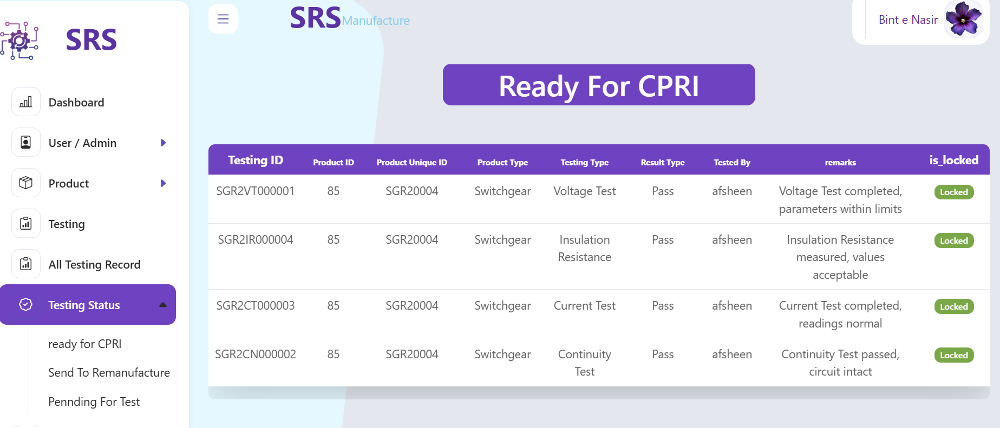 SRS
Dashboard
User / Admin
Product
Testing
All Testing Record
Testing Status
ready for CPRI
Send To Remanufacture
Pennding For Test
SRS Manufacture
Bint e Nasir
Ready For CPRI
Testing ID Product ID Product Unique ID Product Type Testing Type Result Type Tested By remarks is_locked
SGR2VT000001 85 SGR20004 Switchgear Voltage Test Pass afsheen Voltage Test completed, Locked
parameters within limits
SGR2IR000004 85 SGR20004 Switchgear Insulation Pass afsheen Insulation Resistance Locked
Resistance measured, values
acceptable
SGR2CT000003 85 SGR20004 Switchgear Current Test Pass afsheen Current Test completed, Locked
readings normal
SGR2CN000002 85 SGR20004 Switchgear Continuity Pass afsheen Continuity Test passed, Locked
Test circuit intact